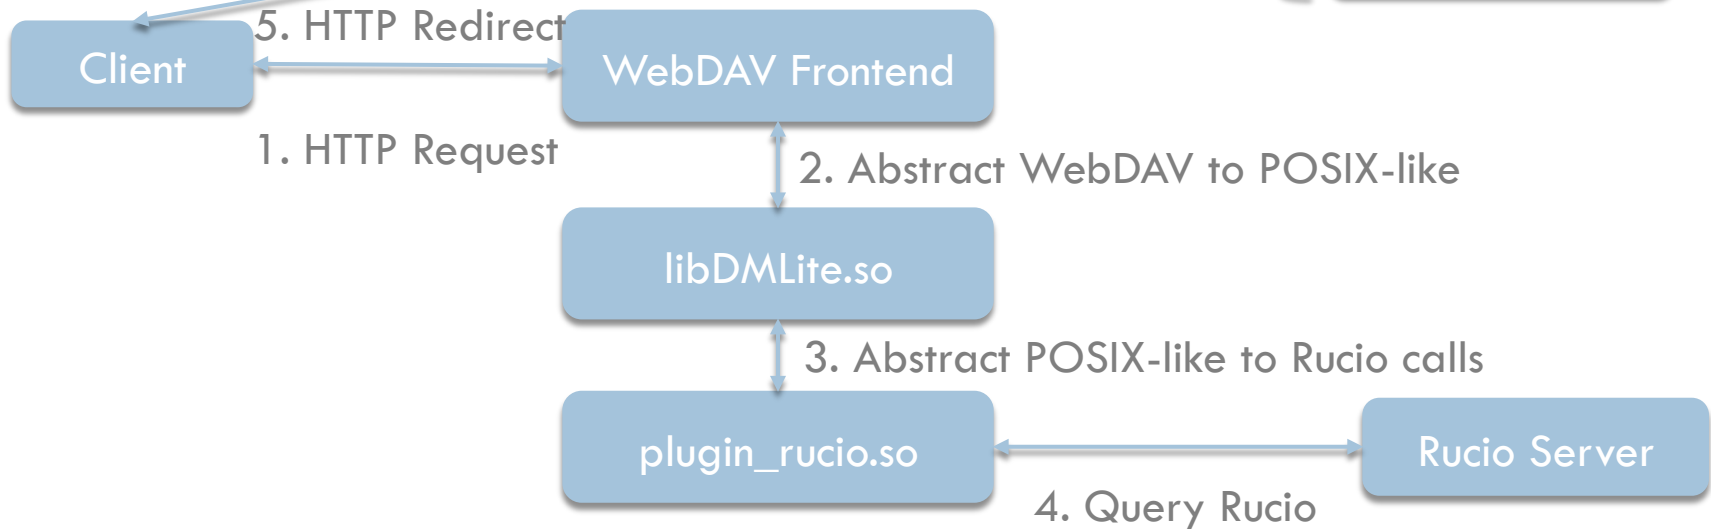 5. HTTP Redirect
Client
WebDAV Frontend
1. HTTP Request
2. Abstract WebDAV to POSIX-like
libDMLite.so
3. Abstract POSIX-like to Rucio calls
plugin_rucio.so
Rucio Server
4. Query Rucio